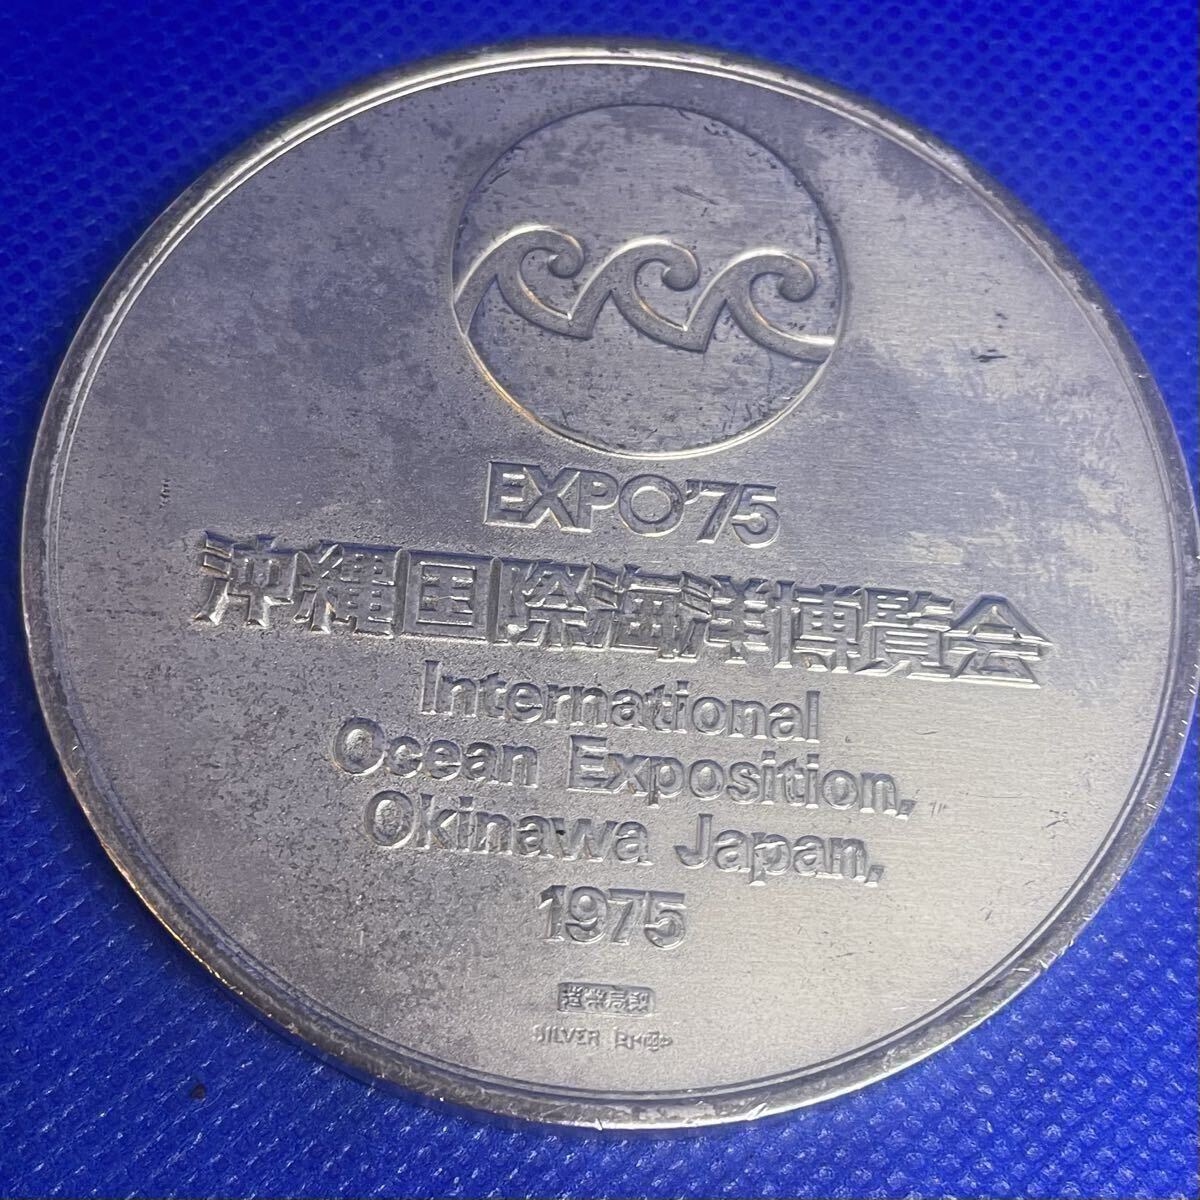 EXPO'75
沖縄国際海洋博覧会
International
Ocean Exposition,
Okinawa Japan,
1975
造幣局製
SILVER